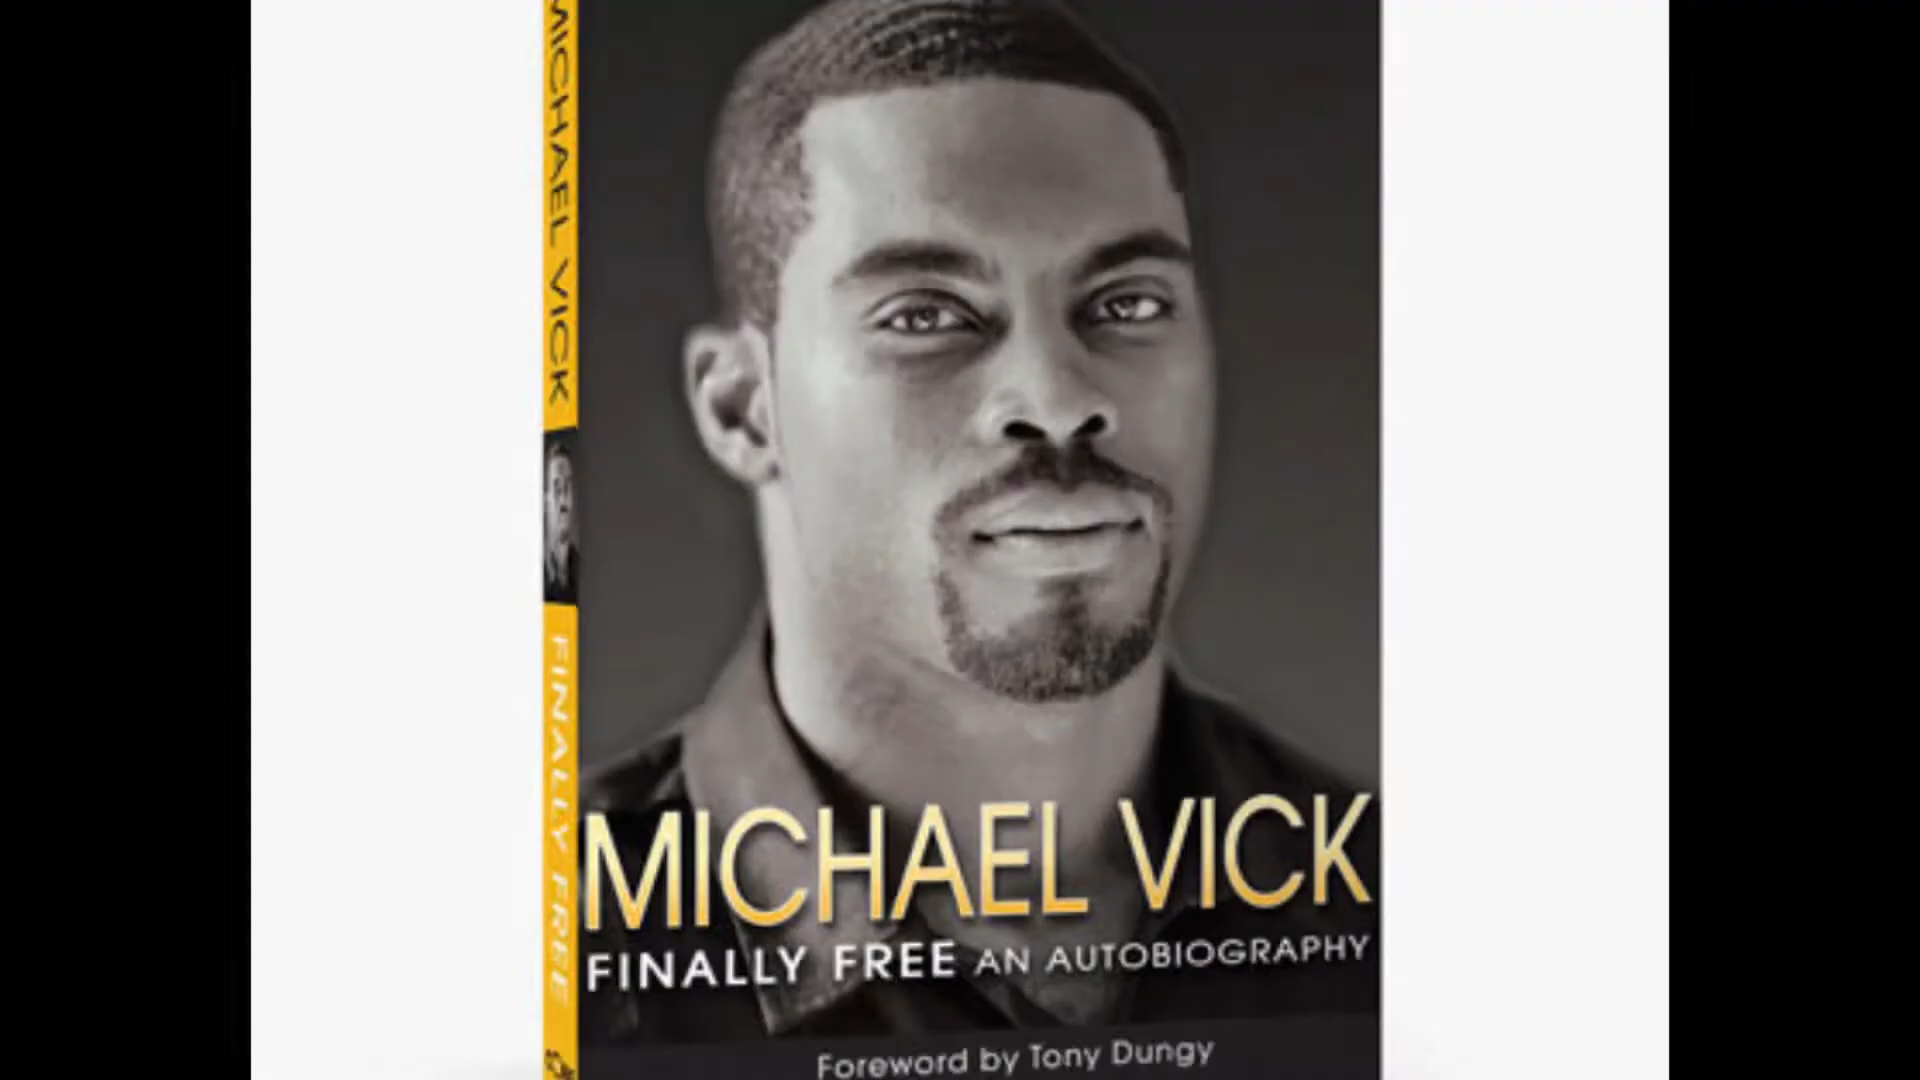 MICHAEL VICK
FINALLY FREE
MICHAEL VICK
FINALLY FREE AN AUTOBIOGRAPHY
Foreword by Tony Dungy